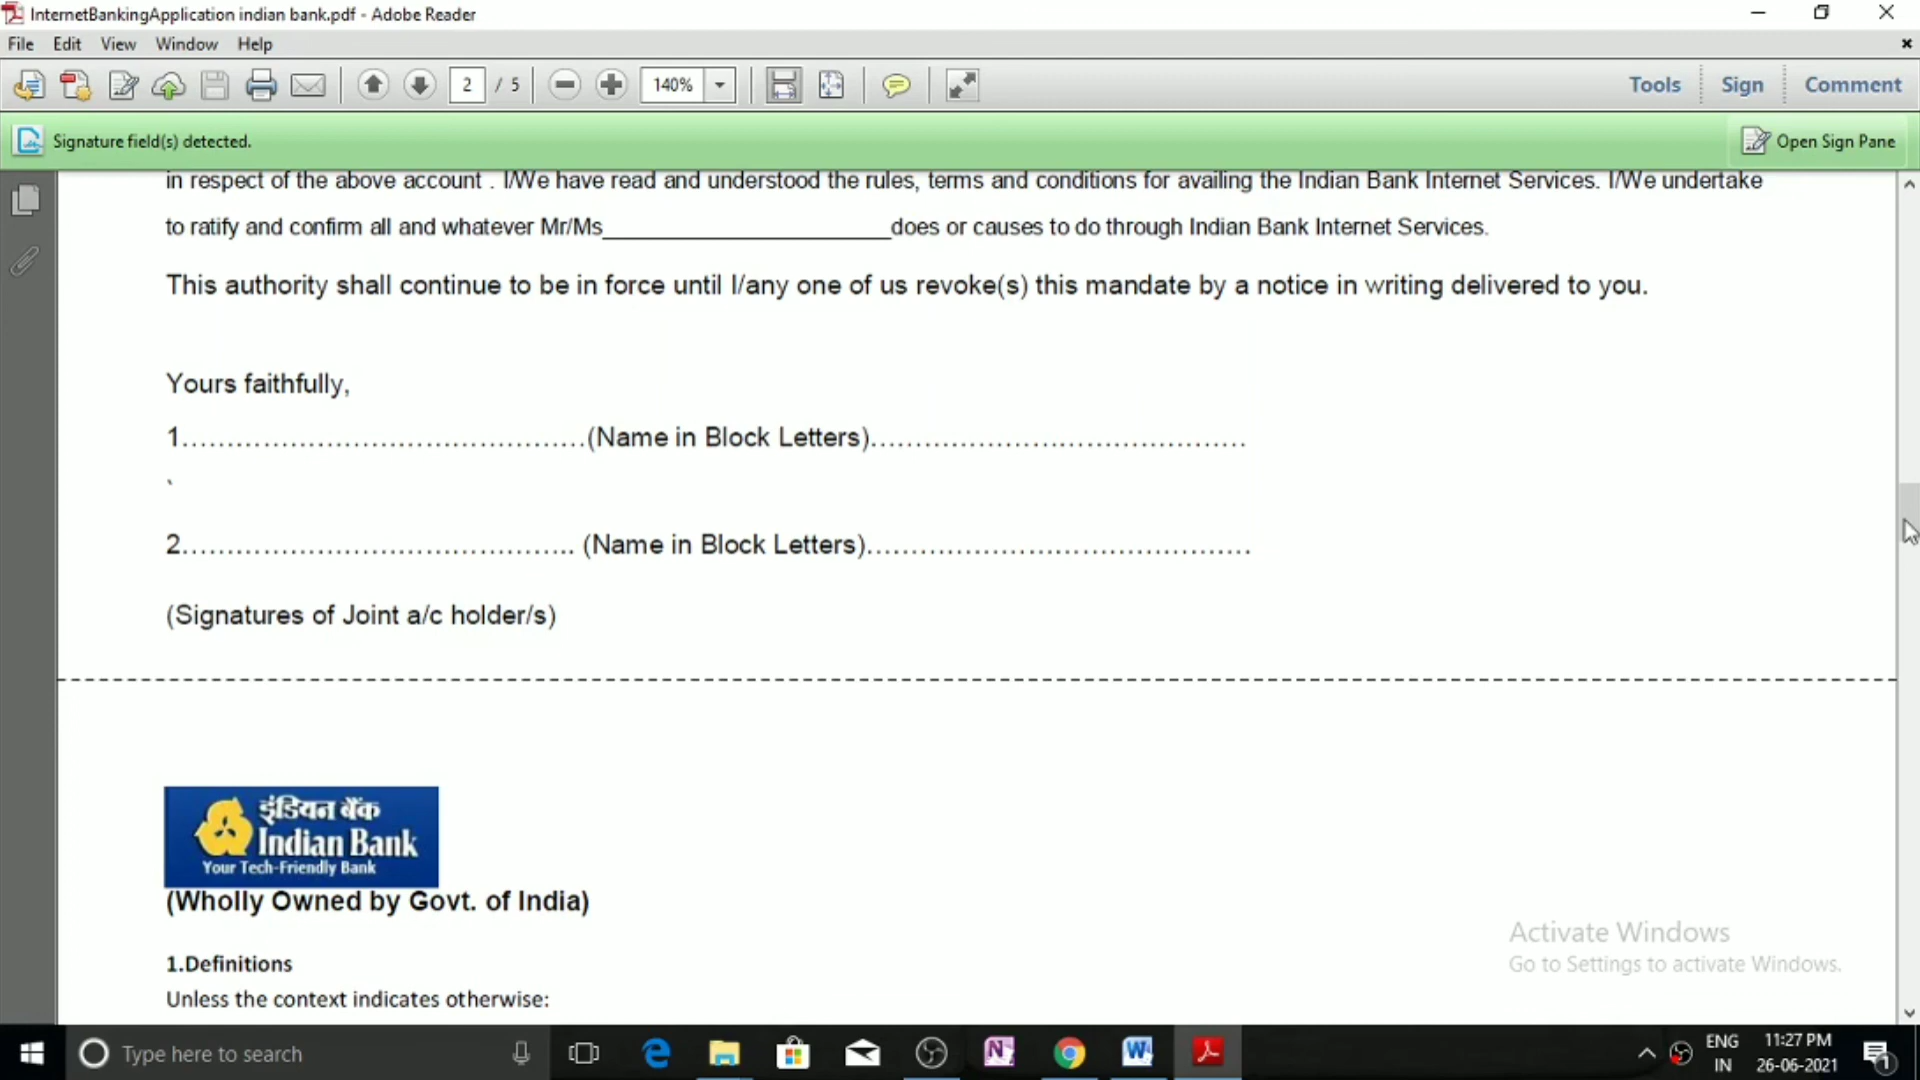 InternetBankingApplication indian bank.pdf - Adobe Reader
File Edit View Window Help
2 / 5 140% Tools Sign Comment
Signature field(s) detected. Open Sign Pane
in respect of the above account . I/We have read and understood the rules, terms and conditions for availing the Indian Bank Internet Services. I/We undertake
to ratify and confirm all and whatever Mr/Ms________________________does or causes to do through Indian Bank Internet Services.
This authority shall continue to be in force until I/any one of us revoke(s) this mandate by a notice in writing delivered to you.
Yours faithfully,
1………………………………………(Name in Block Letters)……………………………………
`
2…………………………………….. (Name in Block Letters)…………………………………….
(Signatures of Joint a/c holder/s)
इंडियन बैंक
Indian Bank
Your Tech-Friendly Bank
(Wholly Owned by Govt. of India)
1.Definitions
Unless the context indicates otherwise:
Activate Windows
Go to Settings to activate Windows.
Type here to search
ENG 11:27 PM
IN 26-06-2021 1